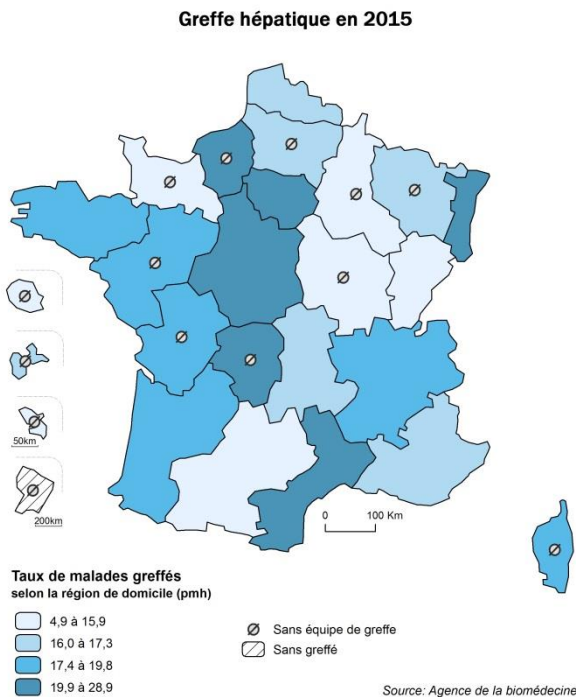 Greffe hépatique en 2015
50km
200km
0 100 Km
Taux de malades greffés
selon la région de domicile (pmh)
4,9 à 15,9
16,0 à 17,3
17,4 à 19,8
19,9 à 28,9
Sans équipe de greffe
Sans greffé
Source: Agence de la biomédecine